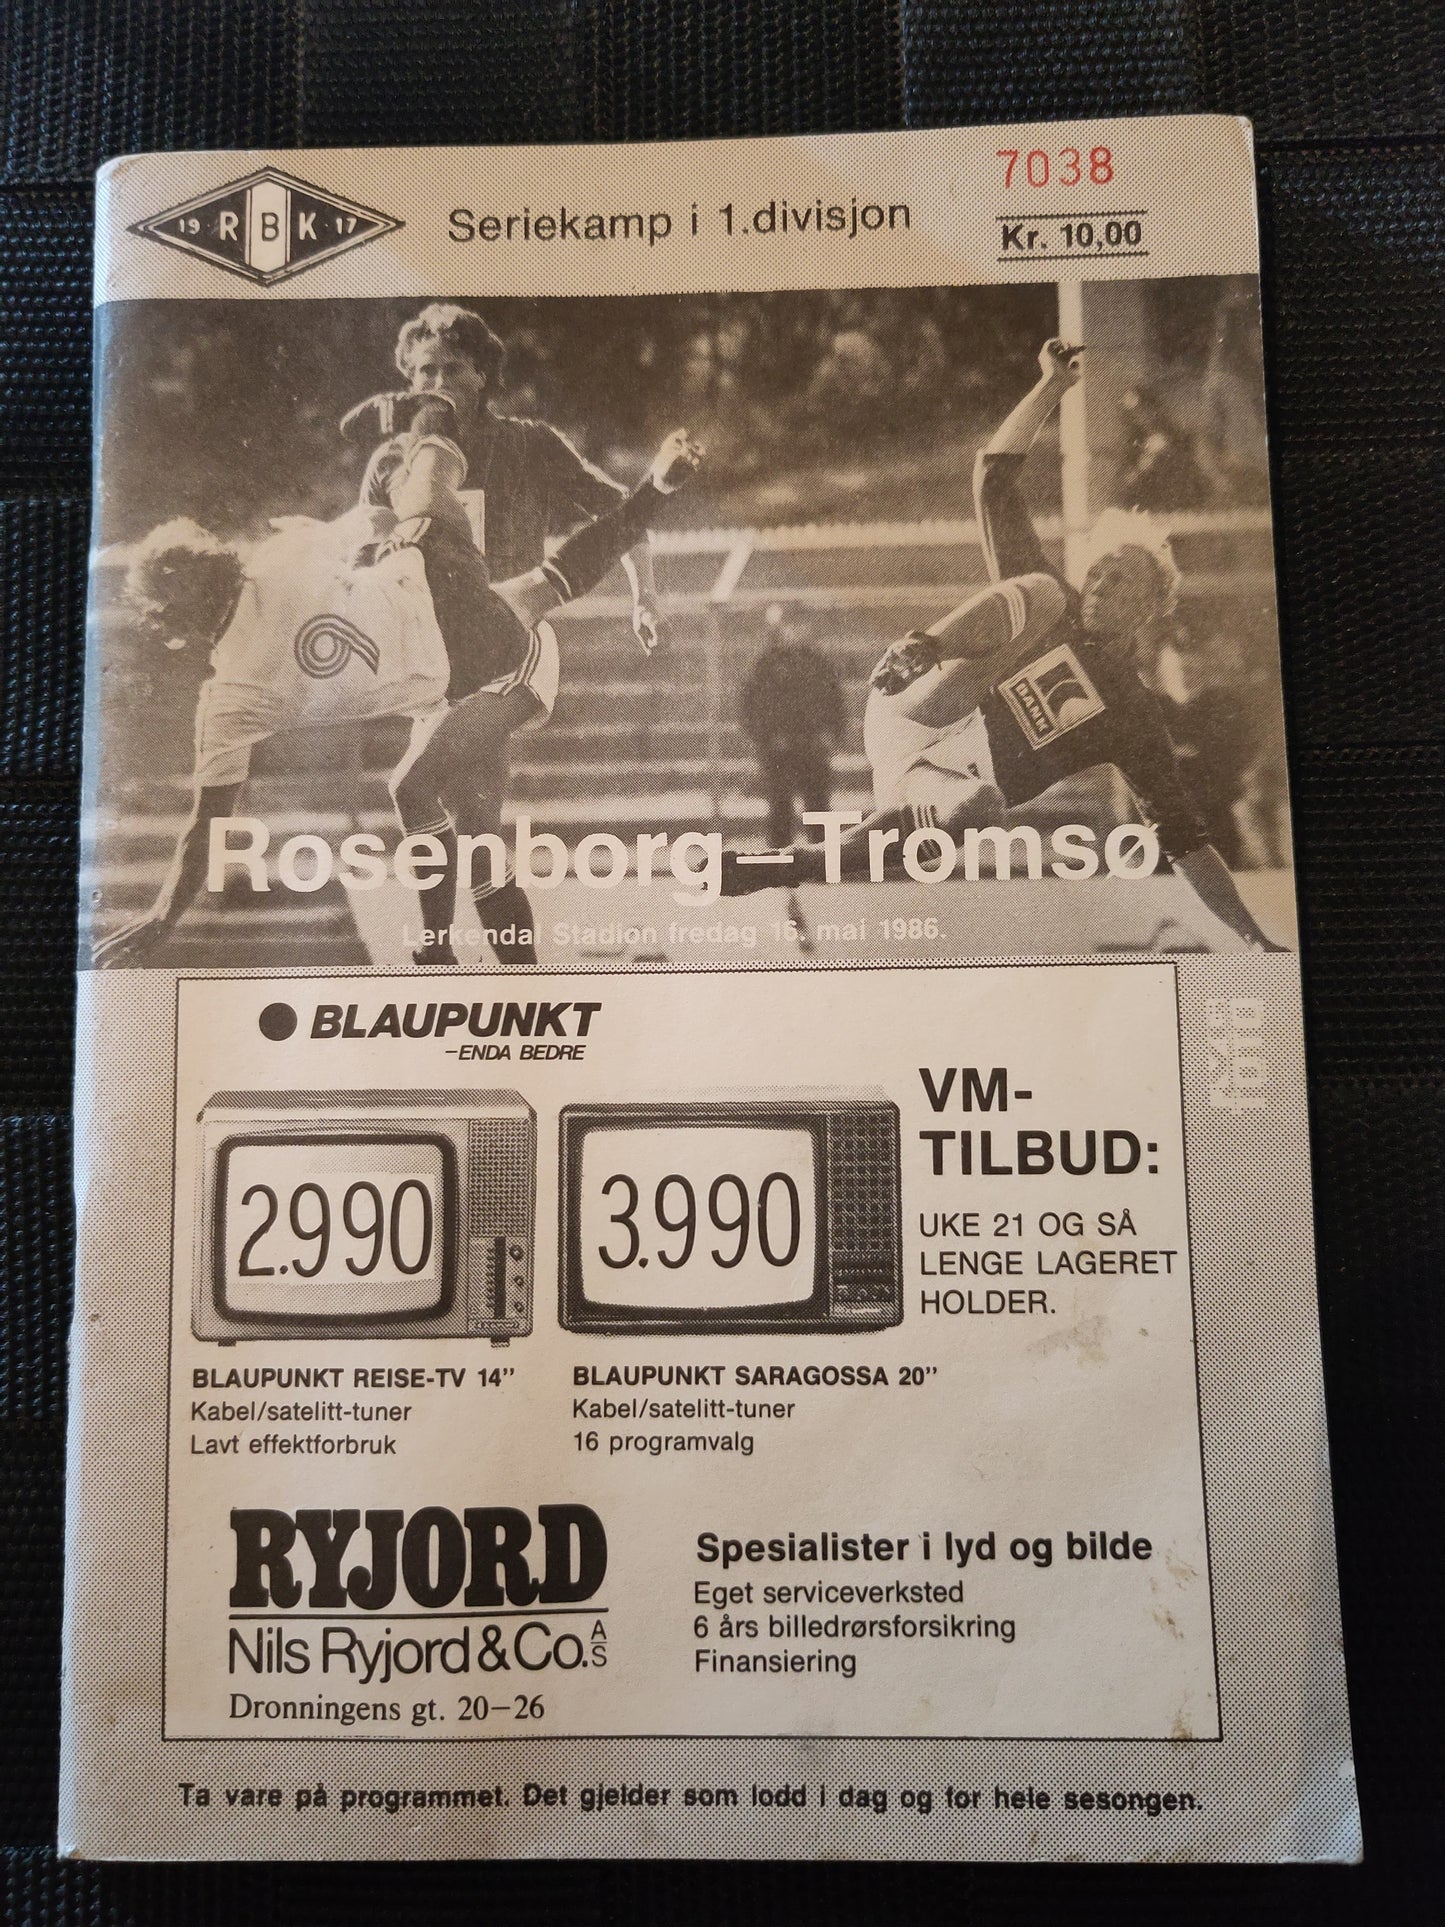 7038
19 RBK 17
Seriekamp i 1.divisjon
Kr. 10,00
6
BANK
Rosenborg–Tromsø
Lerkendal Stadion fredag 16. mai 1986.
FOTO
BLAUPUNKT
–ENDA BEDRE
2.990
3.990
VM-
TILBUD:
UKE 21 OG SÅ
LENGE LAGERET
HOLDER.
BLAUPUNKT REISE-TV 14”
Kabel/satelitt-tuner
Lavt effektforbruk
BLAUPUNKT SARAGOSSA 20”
Kabel/satelitt-tuner
16 programvalg
RYJORD
Nils Ryjord & Co. A/S
Dronningens gt. 20–26
Spesialister i lyd og bilde
Eget serviceverksted
6 års billedrørsforsikring
Finansiering
Ta vare på programmet. Det gjelder som lodd i dag og for hele sesongen.